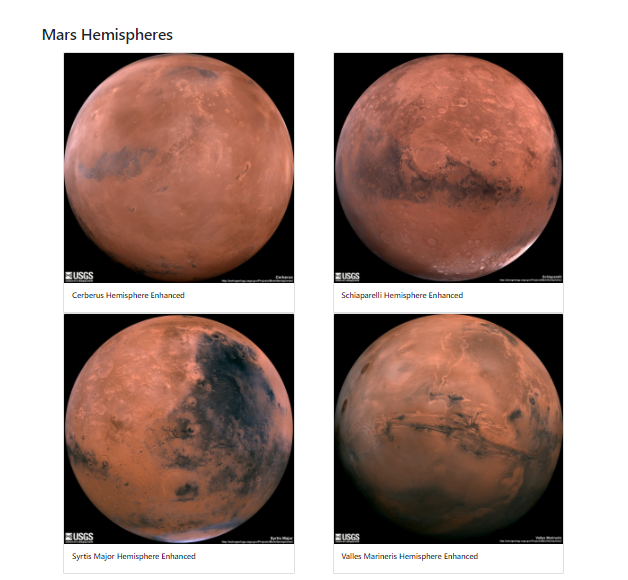 Mars Hemispheres
USGS
Cerberus
Cerberus Hemisphere Enhanced
USGS
Schiaparelli
Schiaparelli Hemisphere Enhanced
USGS
Syrtis Major
Syrtis Major Hemisphere Enhanced
USGS
Valles Marineris
Valles Marineris Hemisphere Enhanced